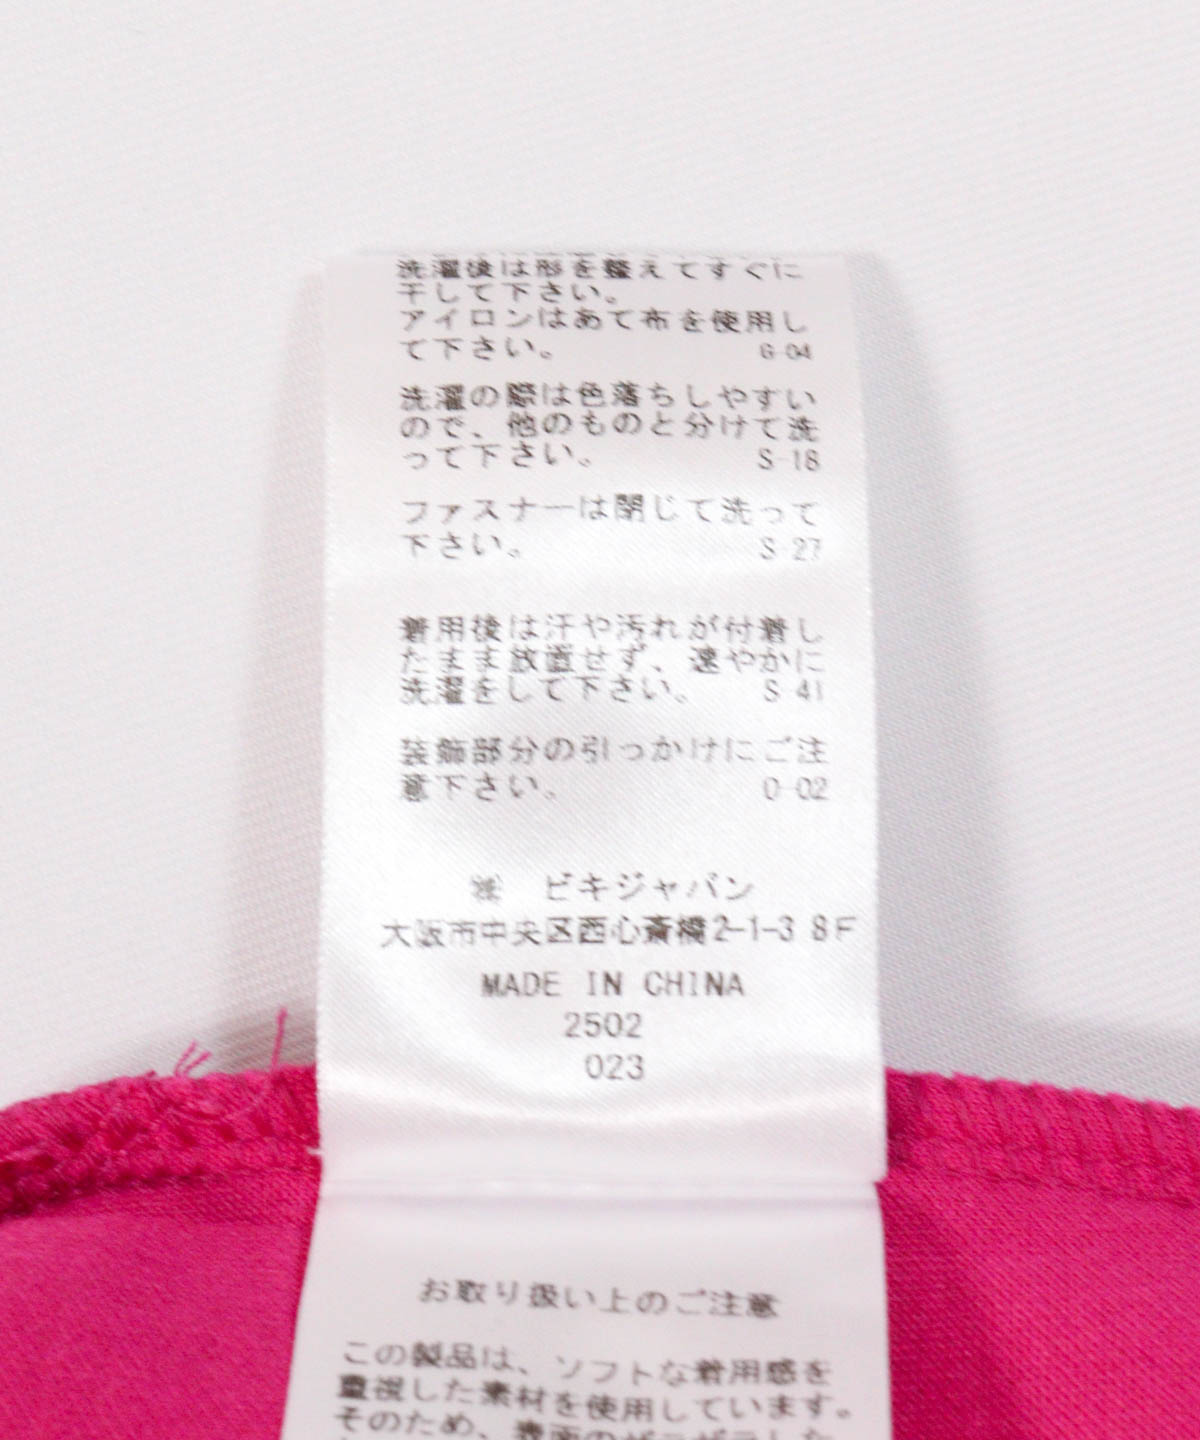 洗濯後は形を整えてすぐに
干して下さい。
アイロンはあて布を使用し
て下さい。 G-04
洗濯の際は色落ちしやすい
ので、他のものと分けて洗
って下さい。 S-18
ファスナーは閉じて洗って
下さい。 S-27
着用後は汗や汚れが付着し
たまま放置せず、速やかに
洗濯をして下さい。 S-41
装飾部分の引っかけにご注
意下さい。 O-02
㈱ ビキジャパン
大阪市中央区西心斎橋2-1-3 8F
MADE IN CHINA
2502
023
お取り扱い上のご注意
この製品は、ソフトな着用感を
重視した素材を使用しています。
そのため、表面のザラザラした